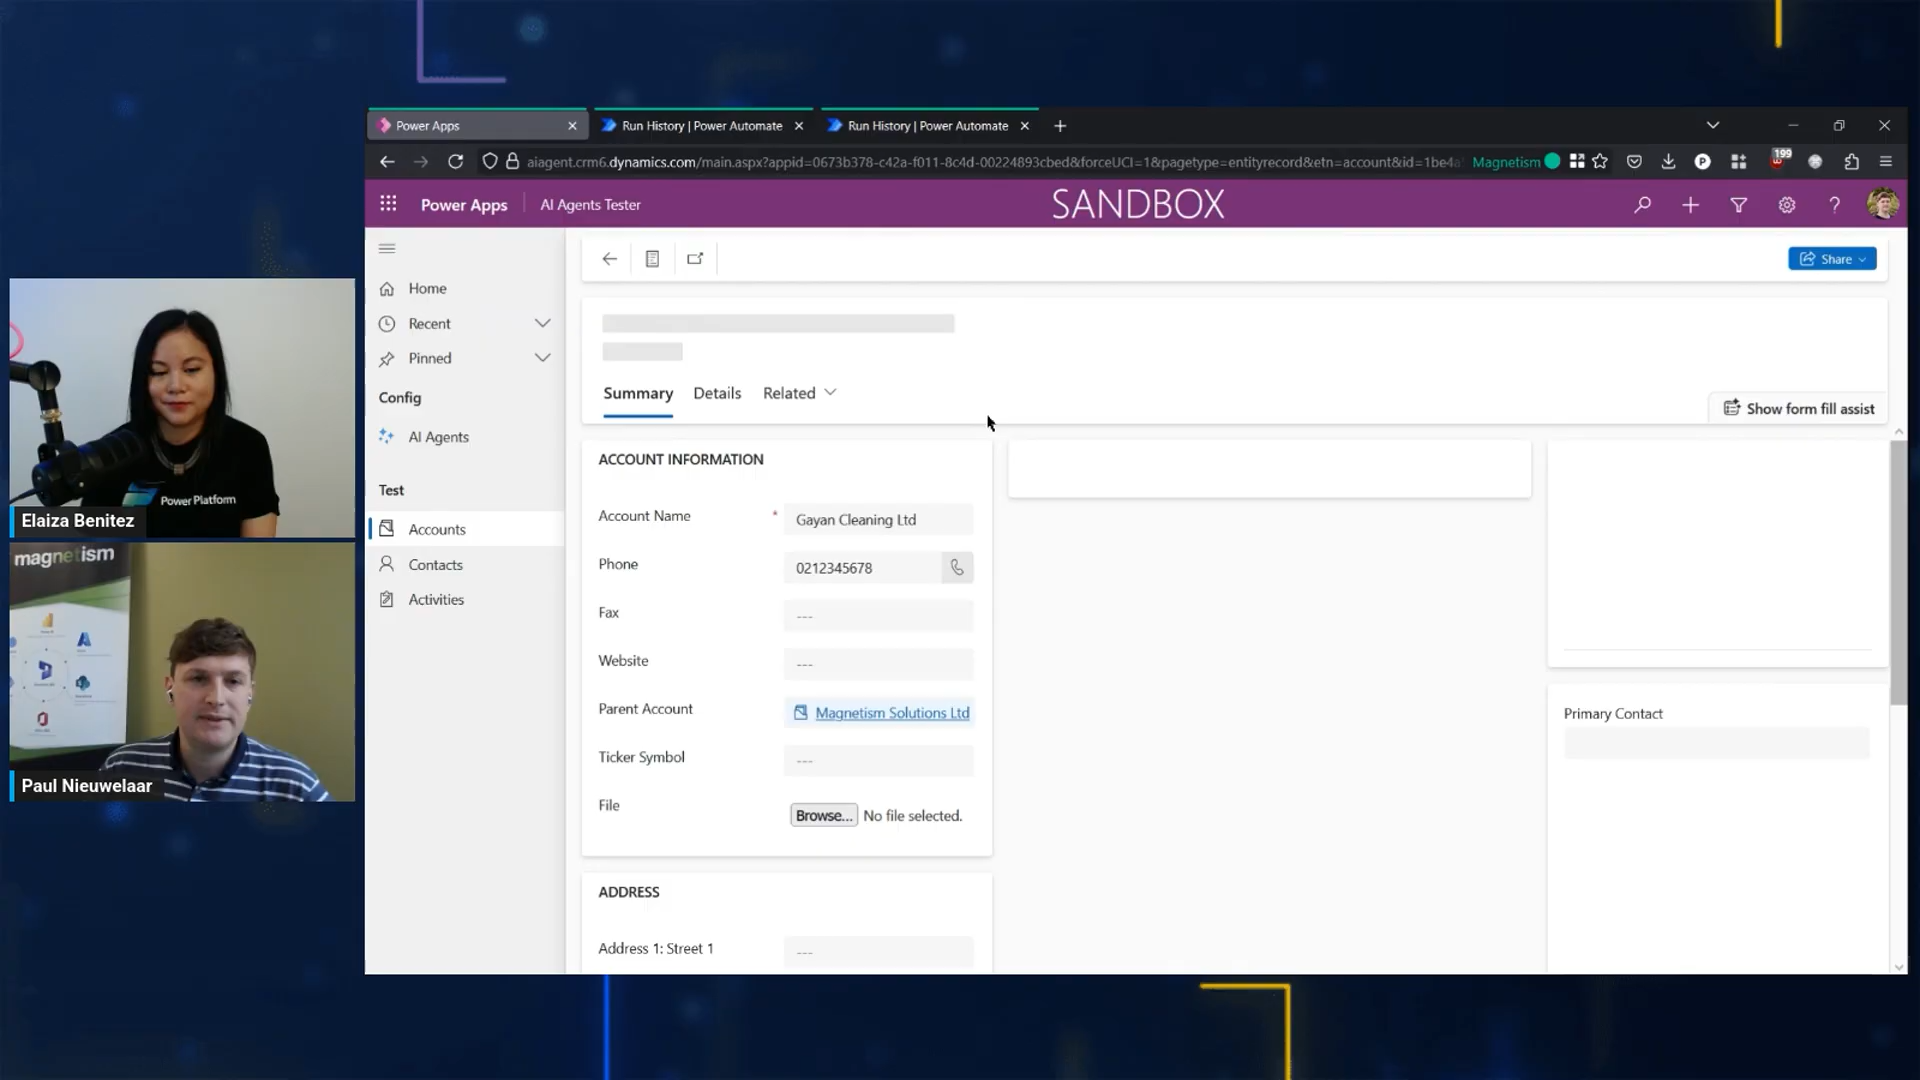 Power Apps
Run History | Power Automate
Run History | Power Automate
aiagent.crm6.dynamics.com/main.aspx?appid=0673b378-c42a-f011-8c4d-00224893cbed&forceUCI=1&pagetype=entityrecord&etn=account&id=1be4a
Magnetism
199
Power Apps
AI Agents Tester
SANDBOX
Home
Recent
Pinned
Config
AI Agents
Test
Accounts
Contacts
Activities
Share
Summary
Details
Related
Show form fill assist
ACCOUNT INFORMATION
Account Name *
Gayan Cleaning Ltd
Phone
0212345678
Fax
---
Website
---
Parent Account
Magnetism Solutions Ltd
Ticker Symbol
---
File
Browse... No file selected.
ADDRESS
Address 1: Street 1
---
Primary Contact
Power Platform
Elaiza Benitez
magnetism
Paul Nieuwelaar